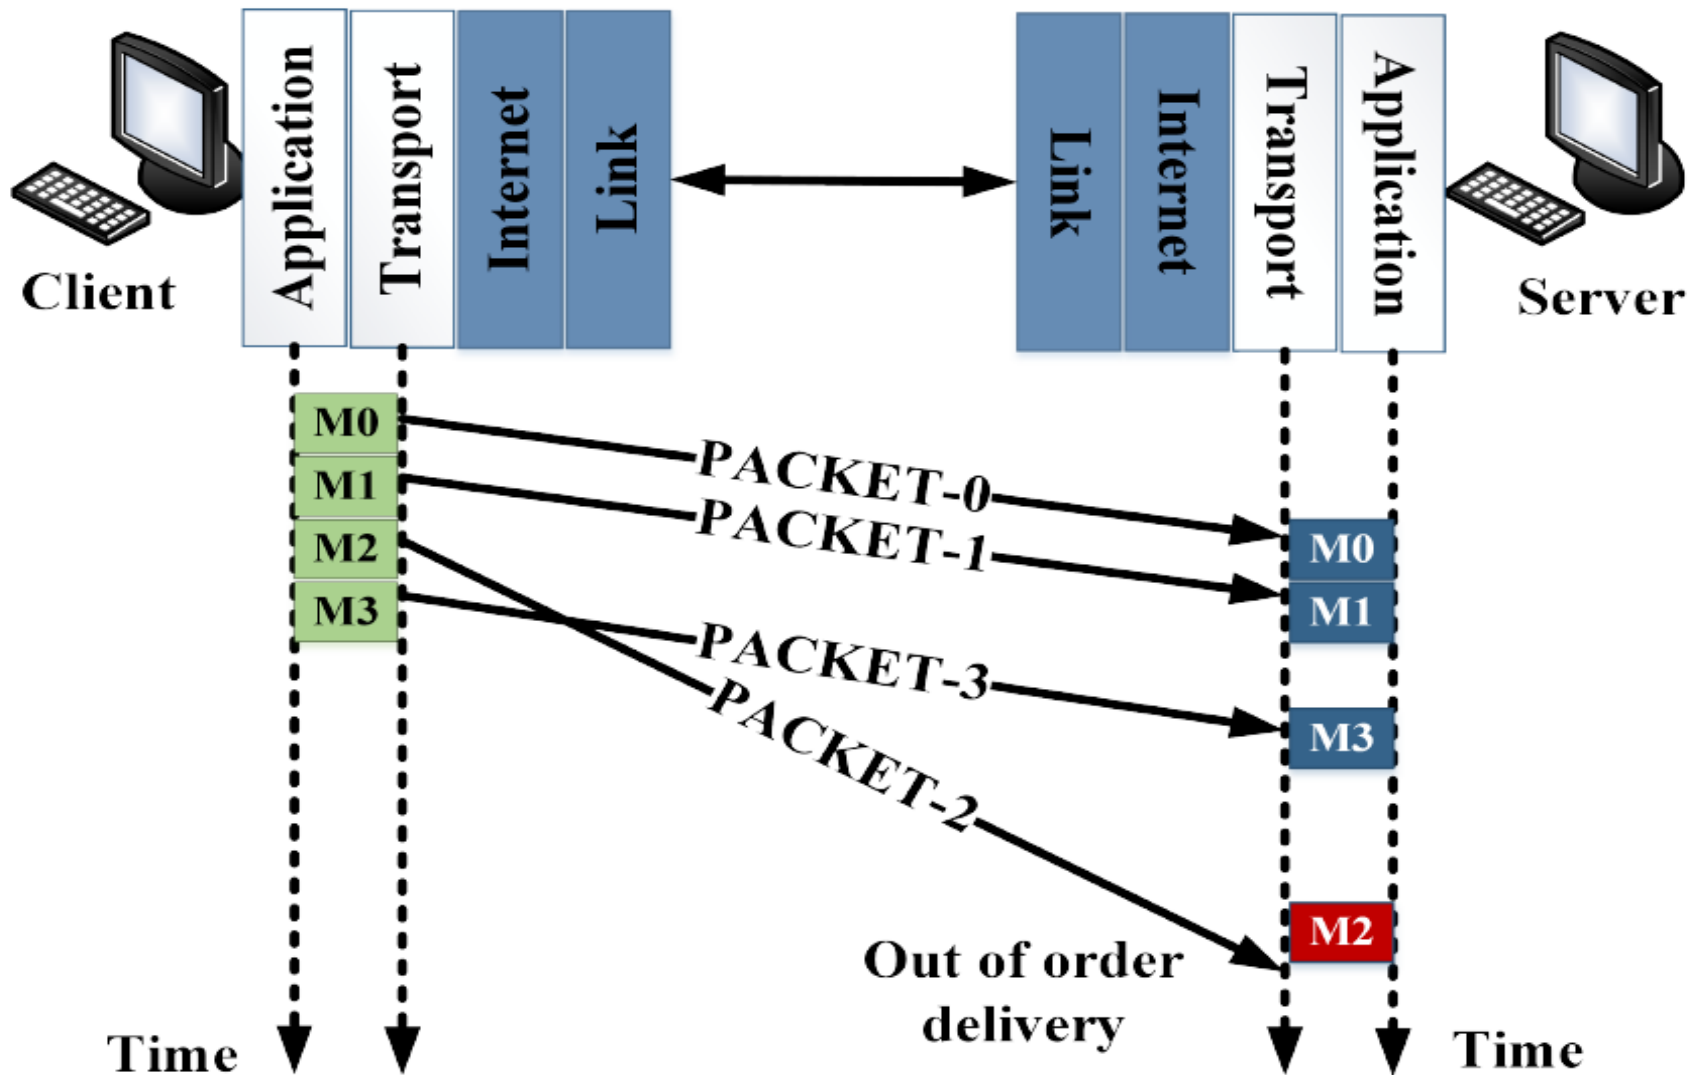 Application
Transport
Internet
Link
Link
Internet
Transport
Application
Client
Server
M0
M1
M2
M3
PACKET-0
PACKET-1
PACKET-3
PACKET-2
M0
M1
M3
M2
Out of order
delivery
Time
Time